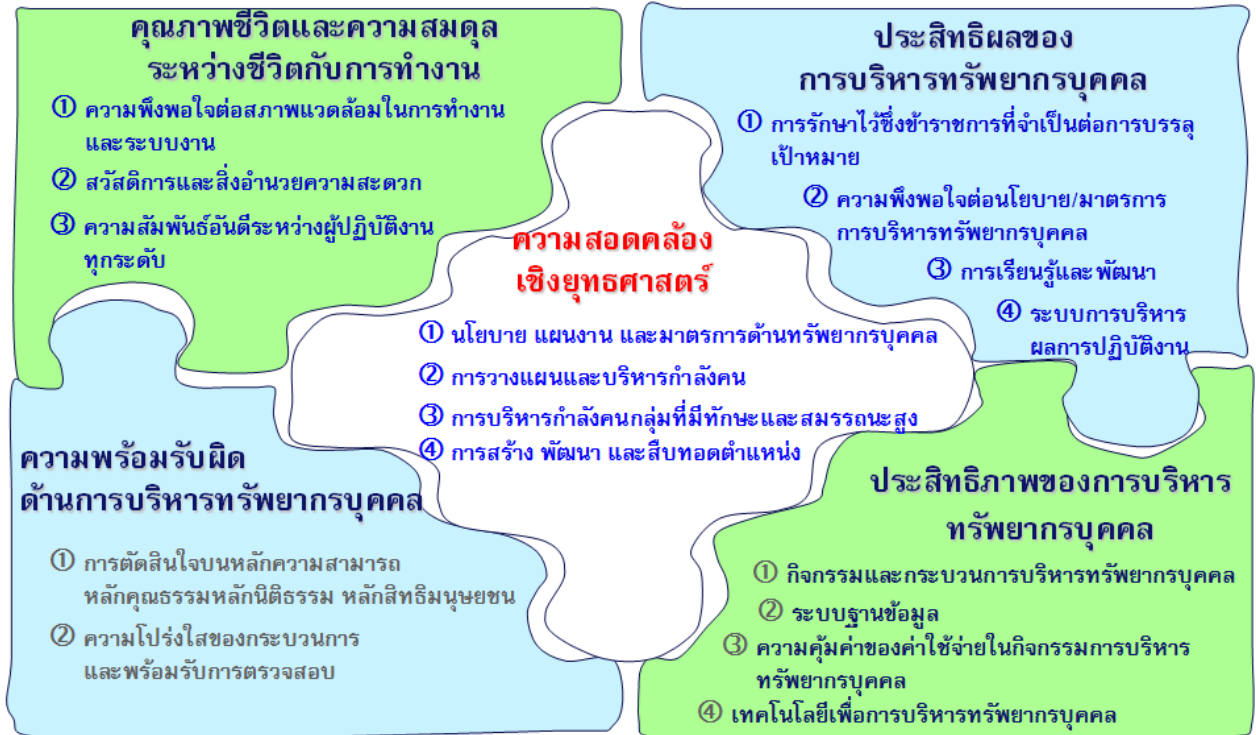 คุณภาพชีวิตและความสมดุล
ระหว่างชีวิตกับการทำงาน
① ความพึงพอใจต่อสภาพแวดล้อมในการทำงาน
และระบบงาน
② สวัสดิการและสิ่งอำนวยความสะดวก
③ ความสัมพันธ์อันดีระหว่างผู้ปฏิบัติงาน
ทุกระดับ
ประสิทธิผลของ
การบริหารทรัพยากรบุคคล
① การรักษาไว้ซึ่งข้าราชการที่จำเป็นต่อการบรรลุ
เป้าหมาย
② ความพึงพอใจต่อนโยบาย/มาตรการ
การบริหารทรัพยากรบุคคล
③ การเรียนรู้และพัฒนา
④ ระบบการบริหาร
ผลการปฏิบัติงาน
ความสอดคล้อง
เชิงยุทธศาสตร์
① นโยบาย แผนงาน และมาตรการด้านทรัพยากรบุคคล
② การวางแผนและบริหารกำลังคน
③ การบริหารกำลังคนกลุ่มที่มีทักษะและสมรรถนะสูง
④ การสร้าง พัฒนา และสืบทอดตำแหน่ง
ความพร้อมรับผิด
ด้านการบริหารทรัพยากรบุคคล
① การตัดสินใจบนหลักความสามารถ
หลักคุณธรรมหลักนิติธรรม หลักสิทธิมนุษยชน
② ความโปร่งใสของกระบวนการ
และพร้อมรับการตรวจสอบ
ประสิทธิภาพของการบริหาร
ทรัพยากรบุคคล
① กิจกรรมและกระบวนการบริหารทรัพยากรบุคคล
② ระบบฐานข้อมูล
③ ความคุ้มค่าของค่าใช้จ่ายในกิจกรรมการบริหาร
ทรัพยากรบุคคล
④ เทคโนโลยีเพื่อการบริหารทรัพยากรบุคคล